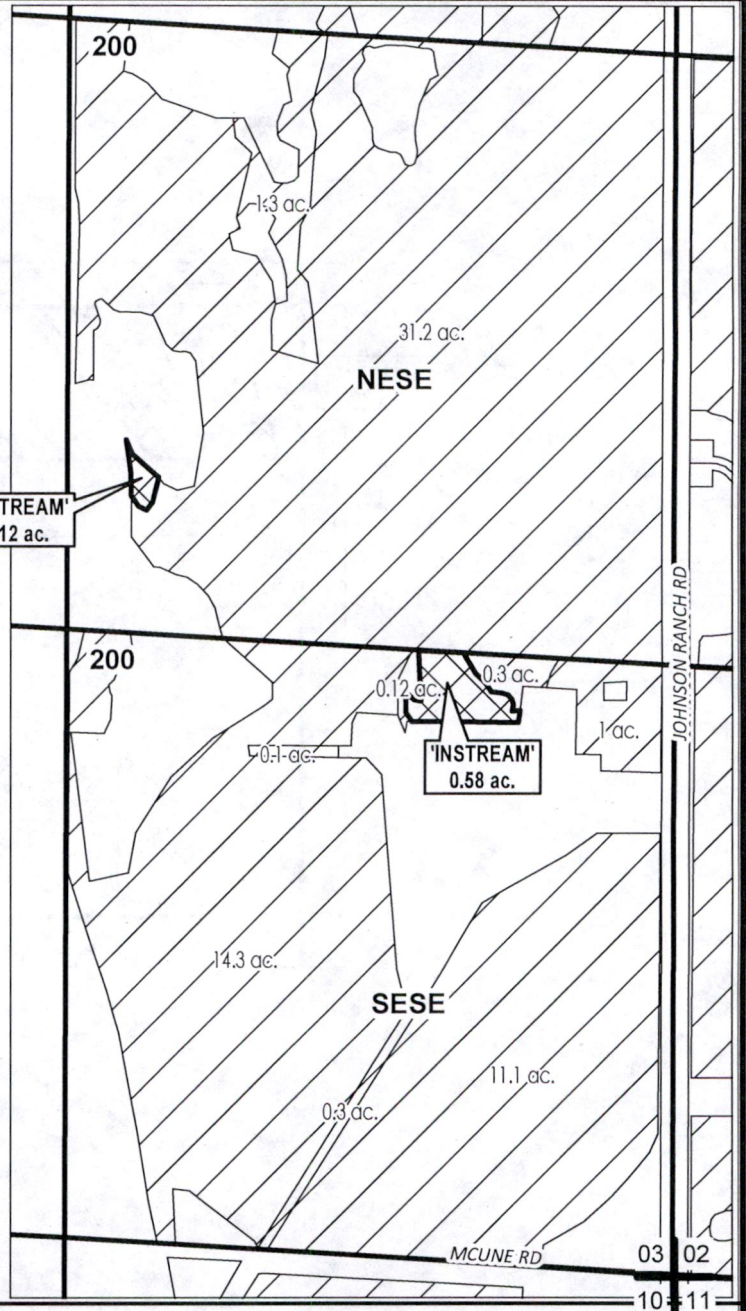 200
1.3 ac.
31.2 ac.
NESE
TREAM'
12 ac.
JOHNSON RANCH RD
200
0.12 ac.
0.3 ac.
1 ac.
0.1 ac.
'INSTREAM'
0.58 ac.
14.3 ac.
SESE
11.1 ac.
0.3 ac.
MCUNE RD
03 02
10 11